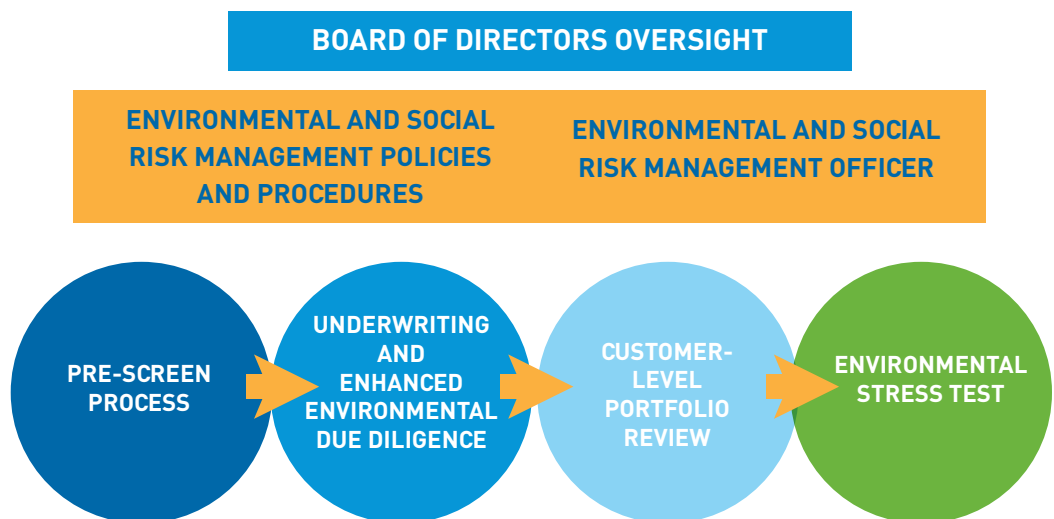 BOARD OF DIRECTORS OVERSIGHT
ENVIRONMENTAL AND SOCIAL
RISK MANAGEMENT POLICIES
AND PROCEDURES
ENVIRONMENTAL AND SOCIAL
RISK MANAGEMENT OFFICER
PRE-SCREEN
PROCESS
UNDERWRITING
AND
ENHANCED
ENVIRONMENTAL
DUE DILIGENCE
CUSTOMER-
LEVEL
PORTFOLIO
REVIEW
ENVIRONMENTAL
STRESS TEST